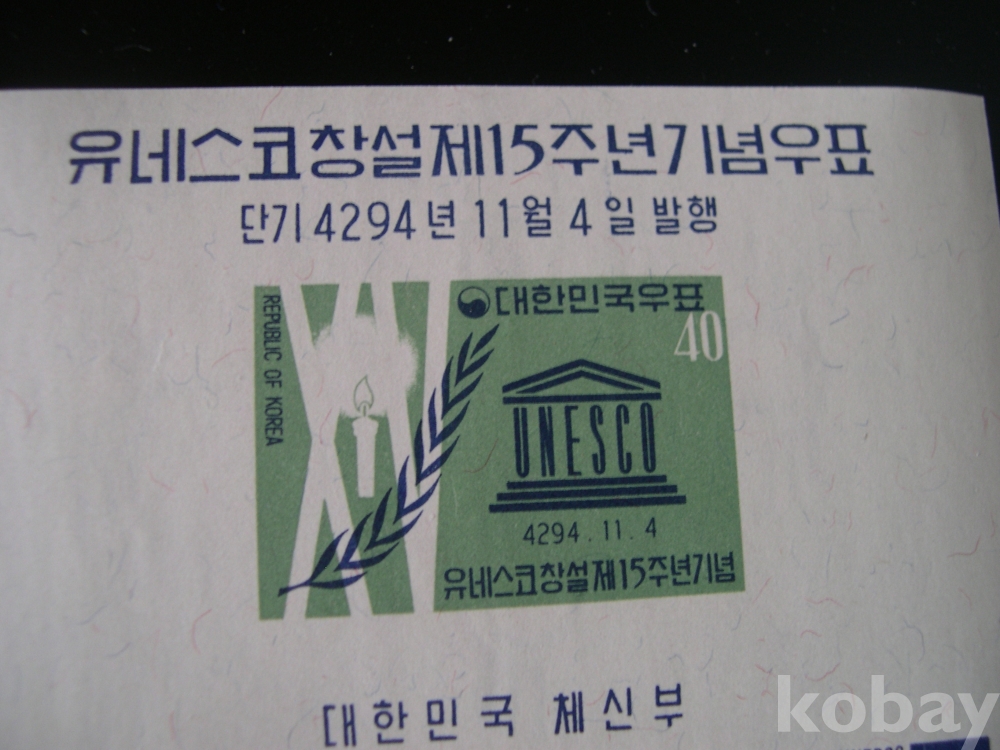 유네스코창설제15주년기념우표
단기4294년 11월 4일 발행
REPUBLIC OF KOREA
대한민국우표
40
UNESCO
4294.11.4
유네스코창설제15주년기념
대한민국 체신부
kobay